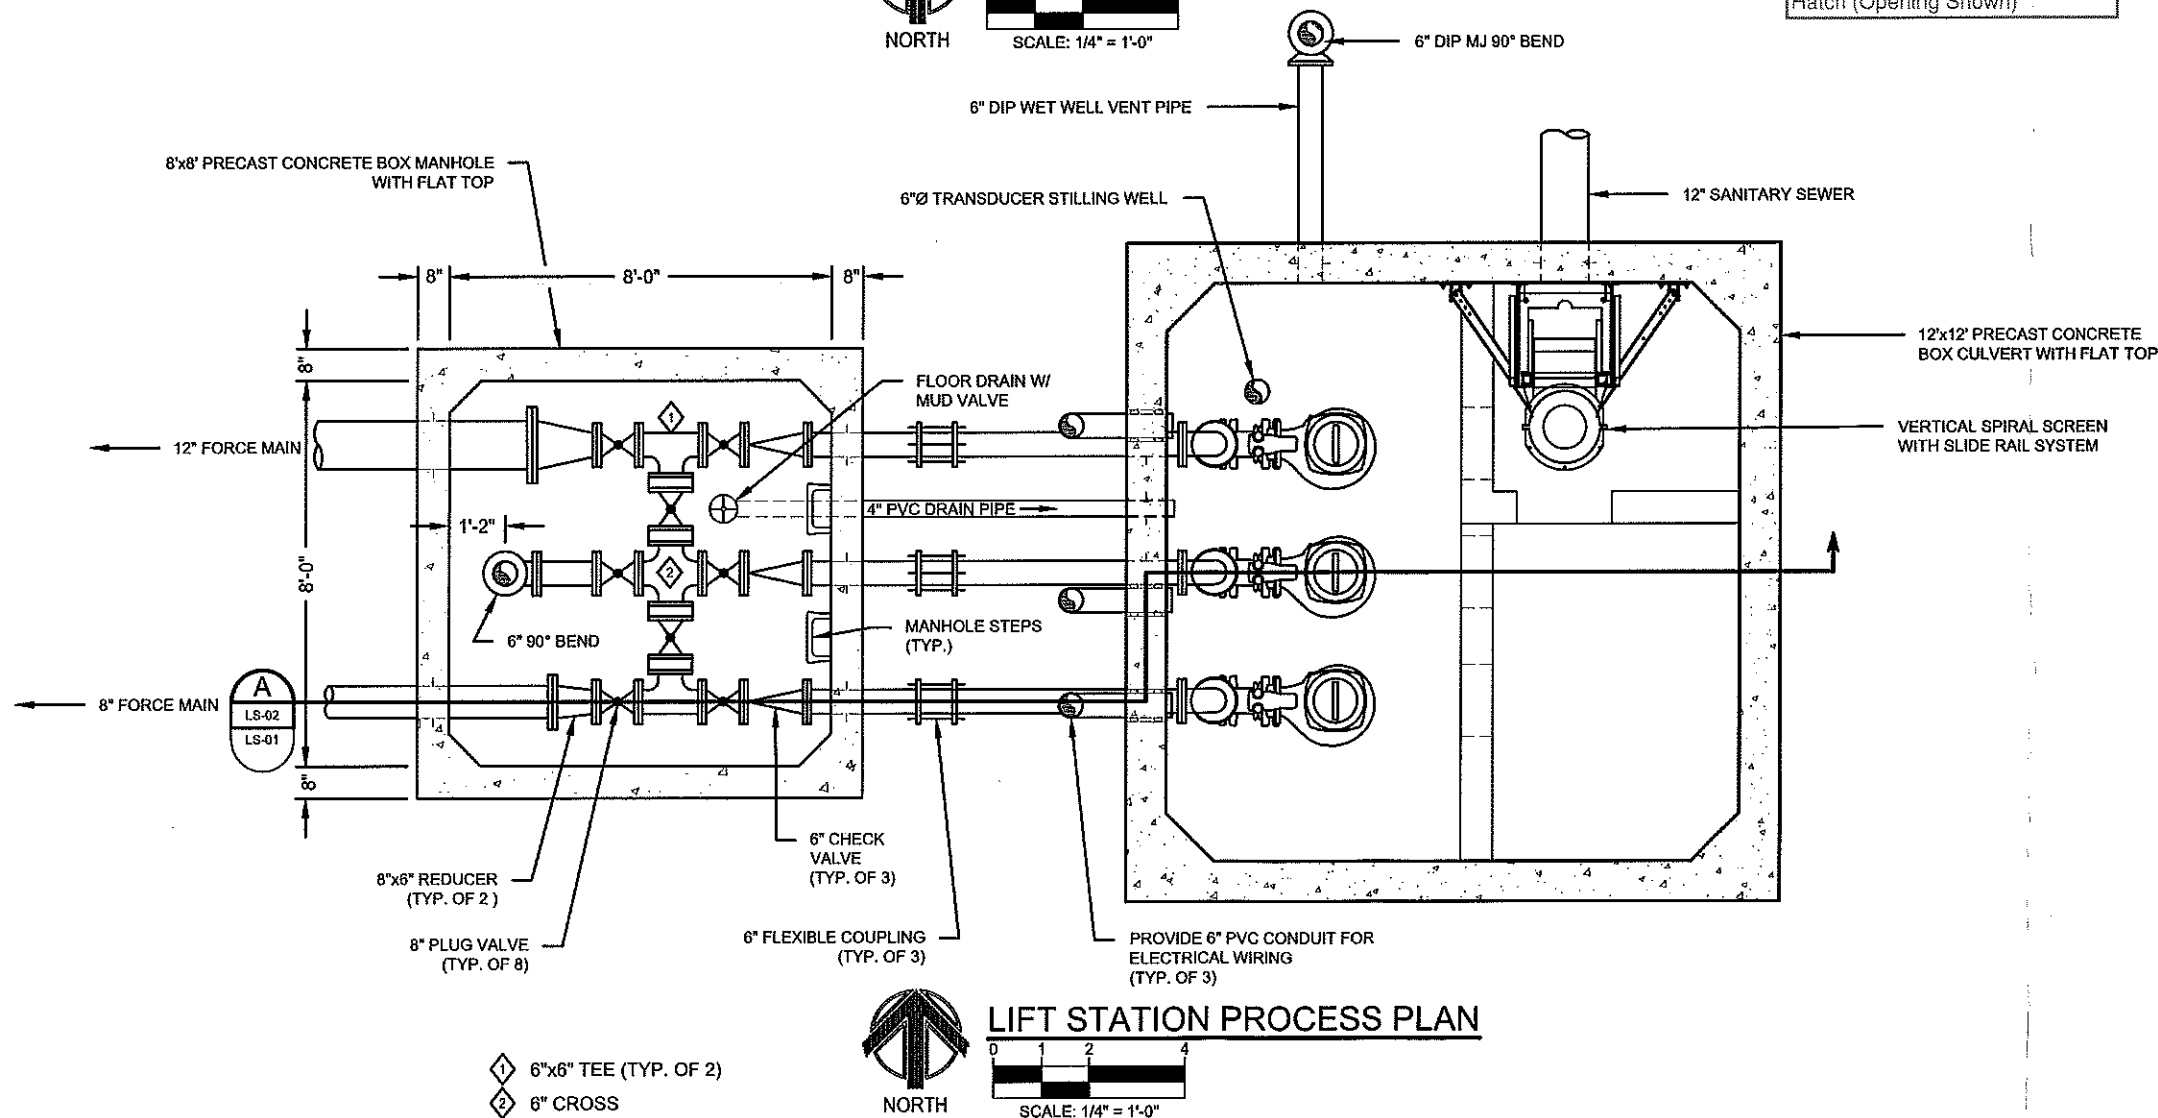 NORTH
SCALE: 1/4" = 1'-0"
Hatch (Opening Shown)
6" DIP MJ 90° BEND
6" DIP WET WELL VENT PIPE
8'x8' PRECAST CONCRETE BOX MANHOLE
WITH FLAT TOP
6"Ø TRANSDUCER STILLING WELL
12" SANITARY SEWER
8"
8'-0"
8"
12'x12' PRECAST CONCRETE
BOX CULVERT WITH FLAT TOP
8"
FLOOR DRAIN W/
MUD VALVE
1
12" FORCE MAIN
VERTICAL SPIRAL SCREEN
WITH SLIDE RAIL SYSTEM
4" PVC DRAIN PIPE
1'-2"
8'-0"
2
6" 90° BEND
MANHOLE STEPS
(TYP.)
8" FORCE MAIN
A
LS-02
LS-01
8"
6" CHECK
VALVE
(TYP. OF 3)
8"x6" REDUCER
(TYP. OF 2 )
8" PLUG VALVE
(TYP. OF 8)
6" FLEXIBLE COUPLING
(TYP. OF 3)
PROVIDE 6" PVC CONDUIT FOR
ELECTRICAL WIRING
(TYP. OF 3)
LIFT STATION PROCESS PLAN
0 1 2 4
1 6"x6" TEE (TYP. OF 2)
2 6" CROSS
NORTH
SCALE: 1/4" = 1'-0"